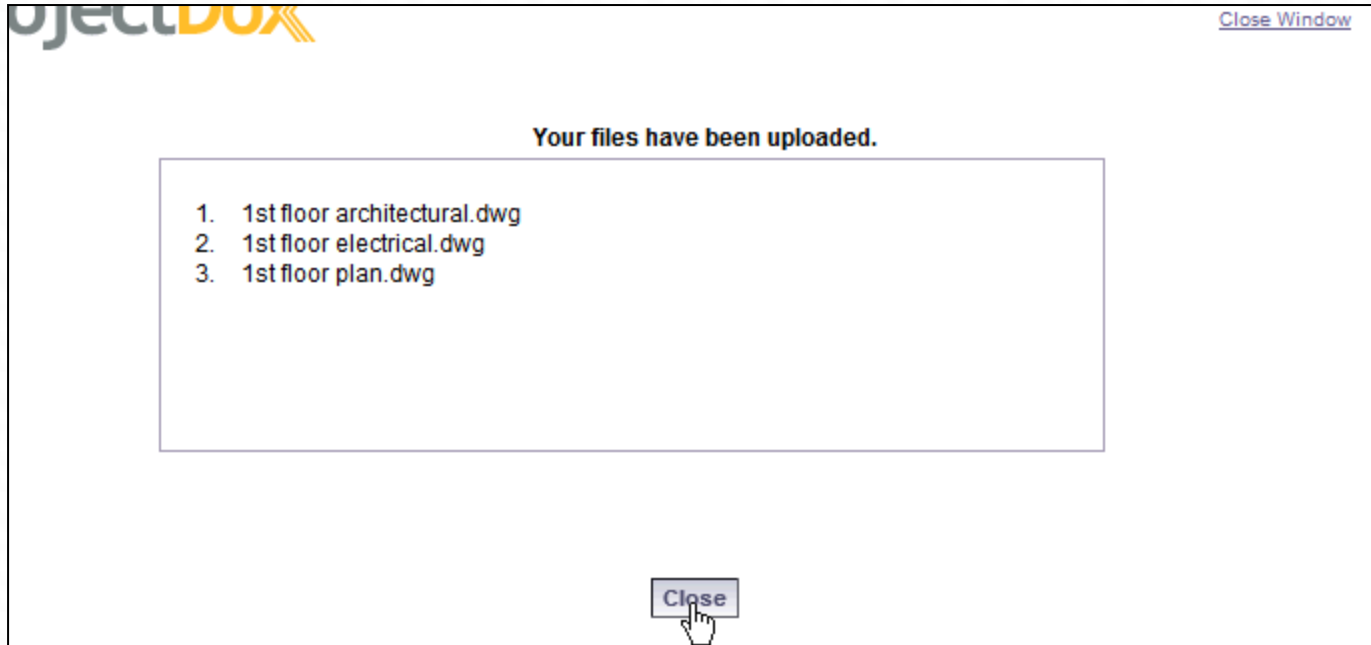 ojectDox
Close Window
Your files have been uploaded.
1. 1st floor architectural.dwg
2. 1st floor electrical.dwg
3. 1st floor plan.dwg
Close